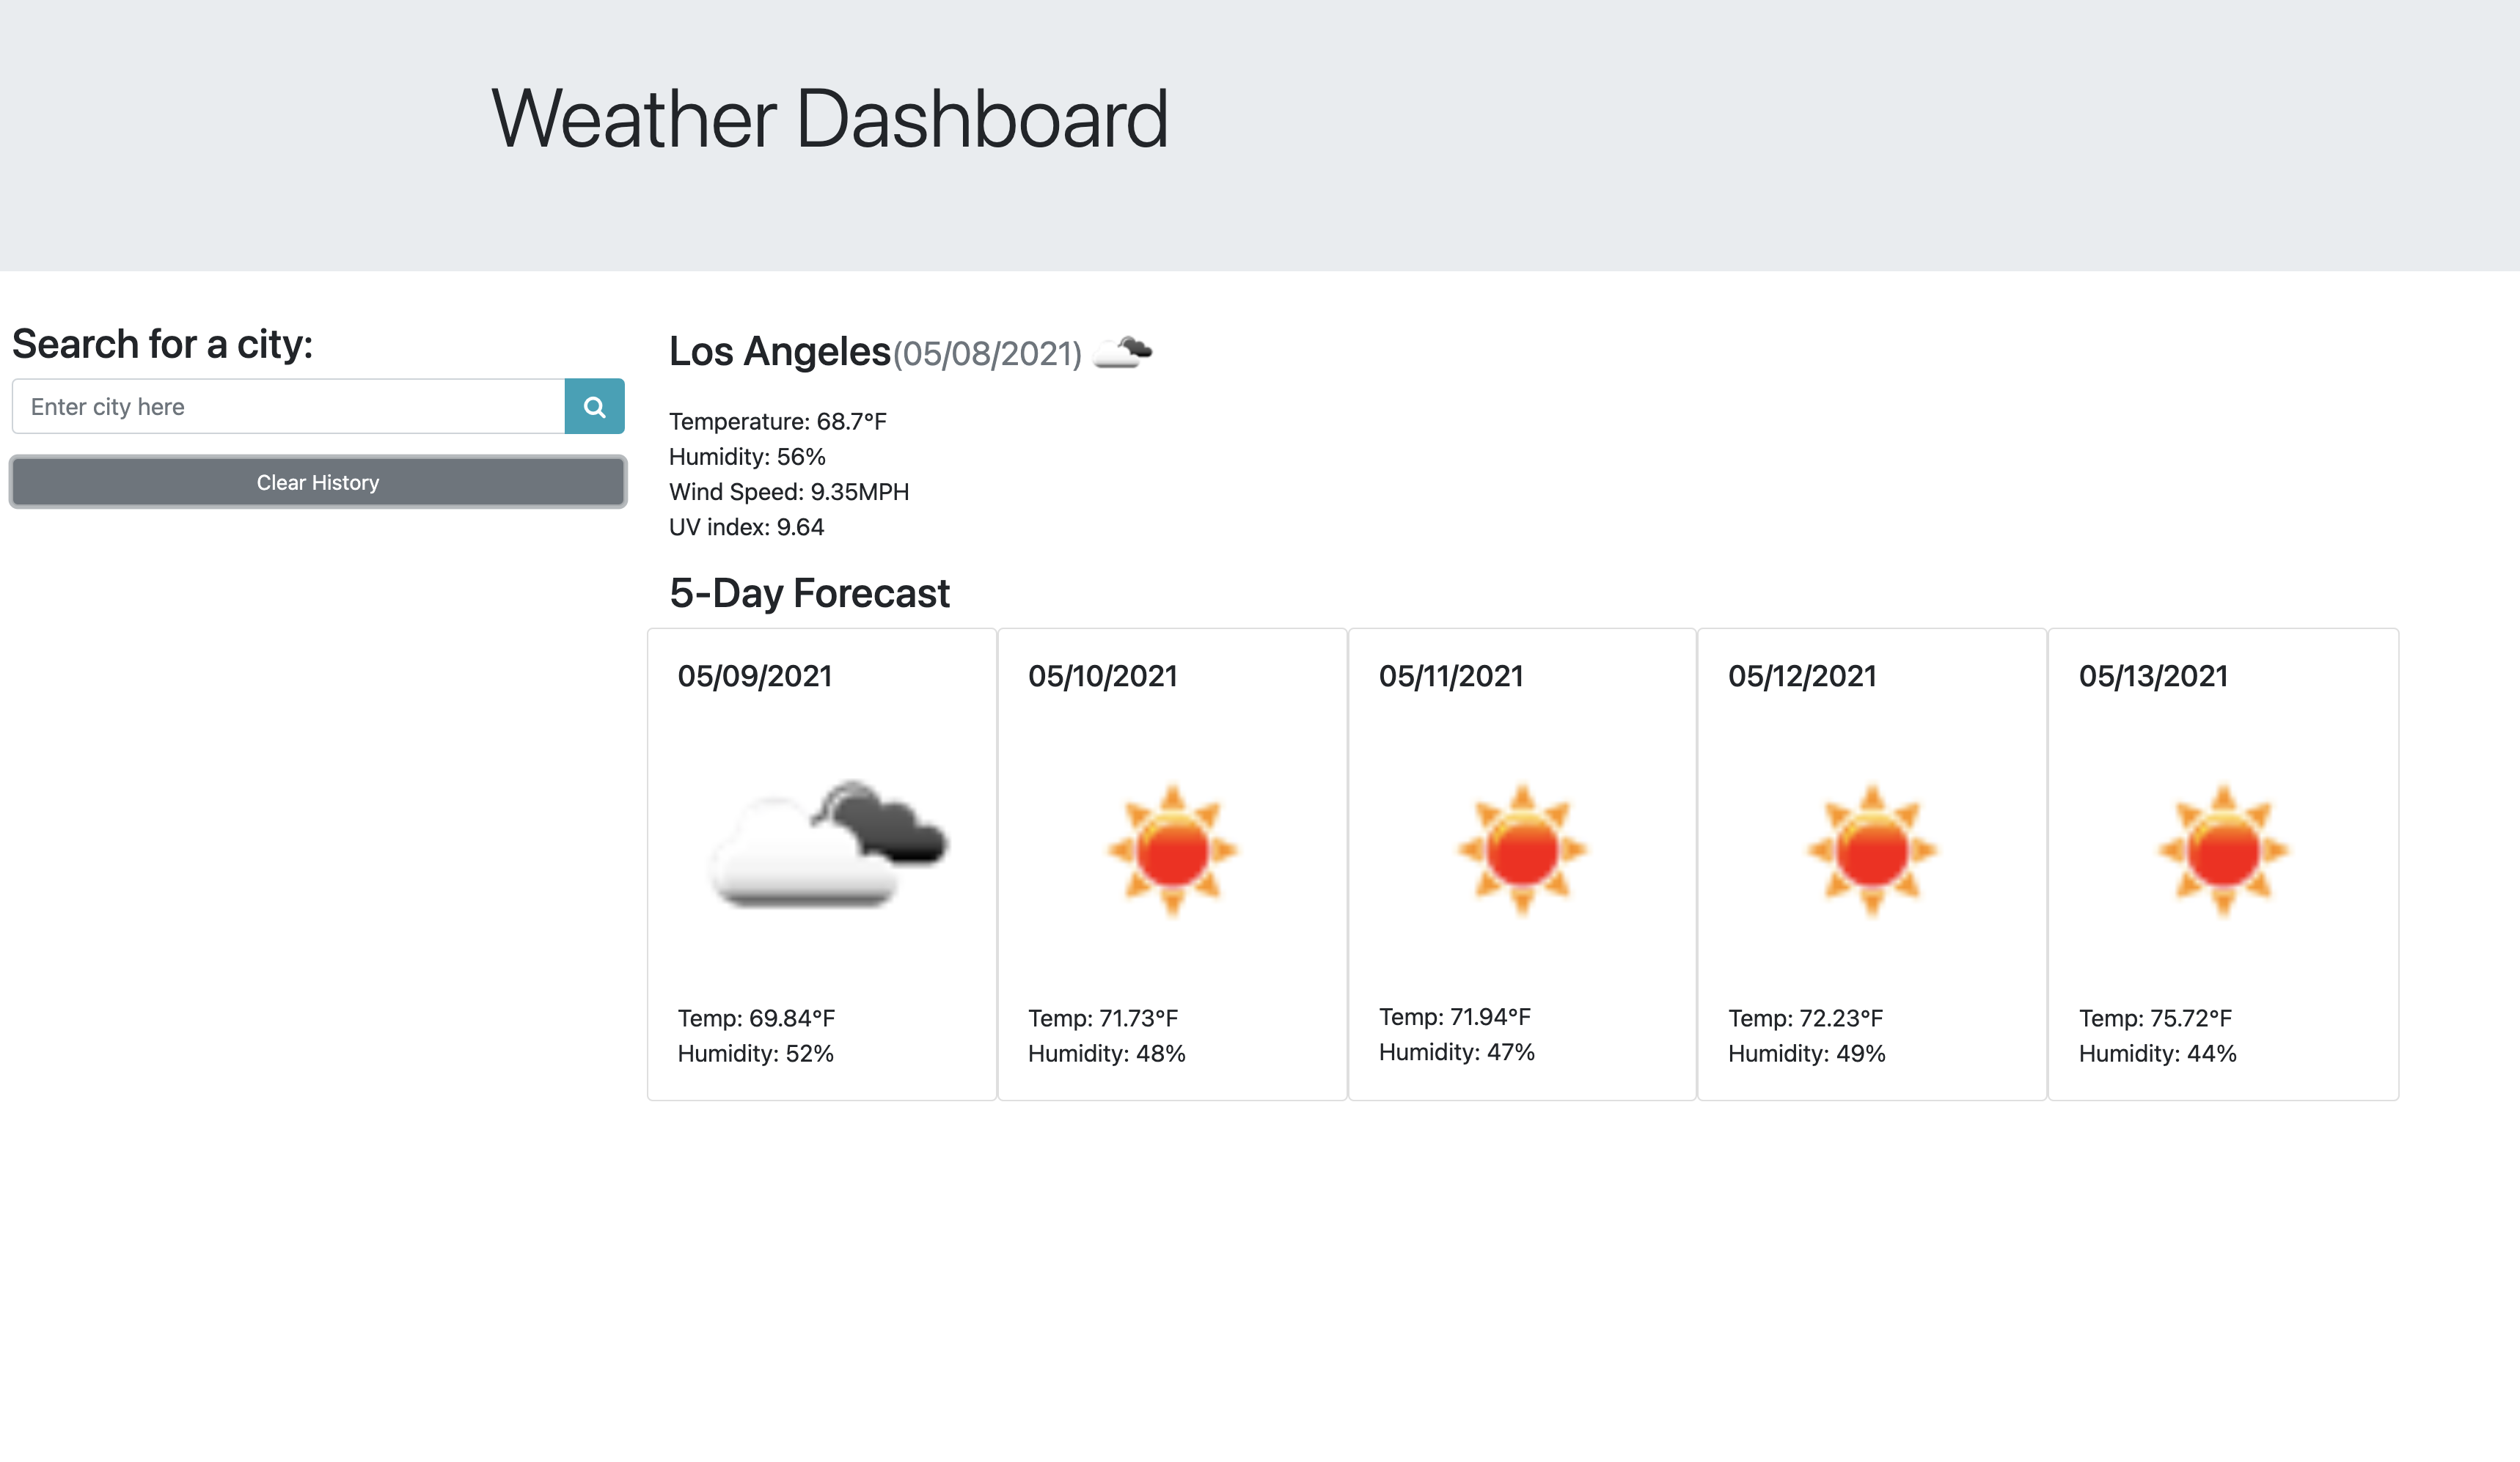 Weather Dashboard
Search for a city:
Enter city here
Clear History
Los Angeles(05/08/2021)
Temperature: 68.7°F
Humidity: 56%
Wind Speed: 9.35MPH
UV index: 9.64
5-Day Forecast
05/09/2021
Temp: 69.84°F
Humidity: 52%
05/10/2021
Temp: 71.73°F
Humidity: 48%
05/11/2021
Temp: 71.94°F
Humidity: 47%
05/12/2021
Temp: 72.23°F
Humidity: 49%
05/13/2021
Temp: 75.72°F
Humidity: 44%